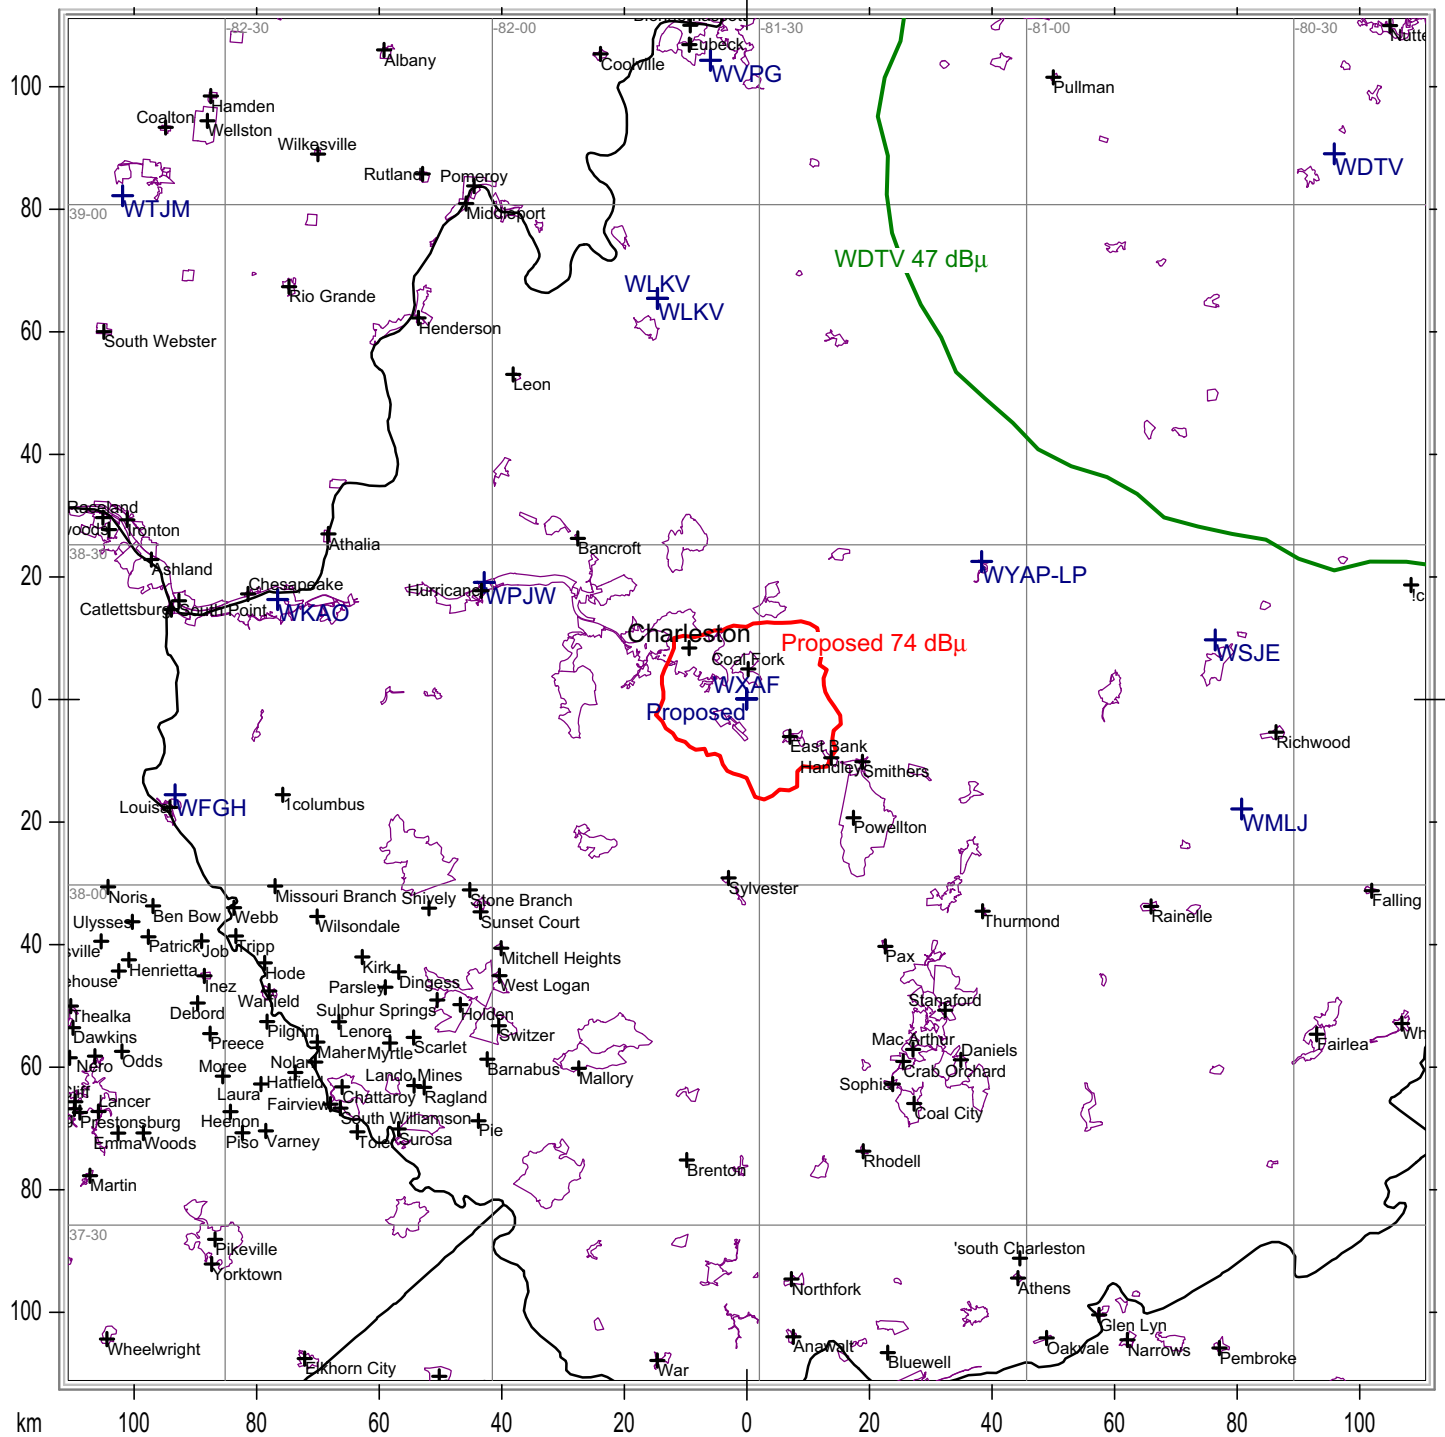 -82-30
-82-00
-81-30
-81-00
-80-30
Albany
Coolville
Lubeck
WVPG
Pullman
100
Hamden
Coalton
Wellston
Wilkesville
Rutland
Pomeroy
WDTV
WTJM
Middleport
80
39-00
WDTV 47 dBµ
Rio Grande
WLKV
WLKV
60
South Webster
Henderson
Leon
40
Roseland
Ironton
Athalia
Bancroft
38-30
Ashland
20
Chesapeake
Hurricane
WPJW
WYAP-LP
Catlettsburg
South Point
WKAO
!c
Charleston
Proposed 74 dBµ
Coal Fork
WSJE
WXAF
0
Proposed
East Bank
Richwood
Handley
Smithers
Louisa
WFGH
1columbus
20
Powellton
WMLJ
38-00
Noris
Missouri Branch
Shively
Stone Branch
Sylvester
Falling
Ulysses
Ben Bow
Webb
Wilsondale
Sunset Court
Thurmond
Rainelle
40
sville
Patrick
Job
Tripp
Mitchell Heights
Pax
ehouse
Henrietta
Hode
Kirk
Inez
Parsley
Dingess
West Logan
Thealka
Debord
Warfield
Sulphur Springs
Holden
Stanaford
Dawkins
Preece
Pilgrim
Lenore
Switzer
Mac Arthur
Fairlea
Wh
Nero
Odds
Maher
Myrtle
Scarlet
Daniels
60
Moree
Nolan
Lando Mines
Barnabus
Mallory
Crab Orchard
Cliff
Lancer
Laura
Hatfield
Chattaroy
Ragland
Sophia
Prestonsburg
Heenon
Fairview
South Williamson
Coal City
Emma
Woods
Piso
Varney
Toler
Surosa
Pie
Martin
Brenton
Rhodell
80
37-30
Pikeville
'south Charleston
Yorktown
Northfork
Athens
100
Glen Lyn
Wheelwright
Elkhorn City
War
Anawalt
Bluewell
Oakvale
Narrows
Pembroke
km
100
80
60
40
20
0
20
40
60
80
100